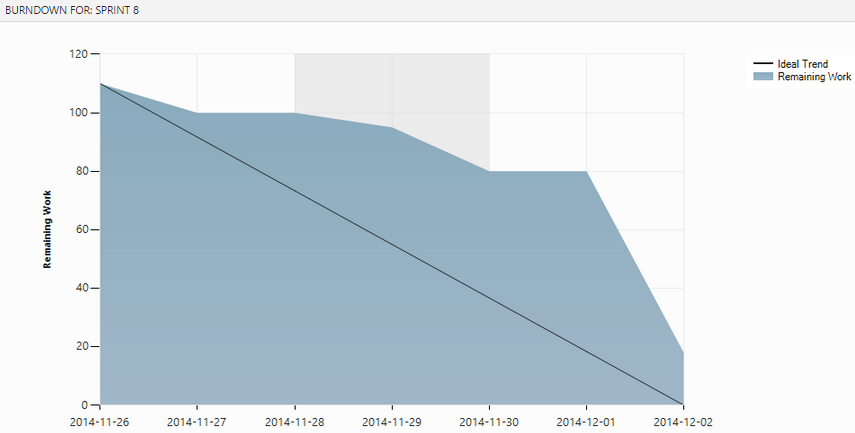 BURNDOWN FOR: SPRINT 8
120
100
80
60
40
20
0
Remaining Work
2014-11-26 2014-11-27 2014-11-28 2014-11-29 2014-11-30 2014-12-01 2014-12-02
Ideal Trend
Remaining Work